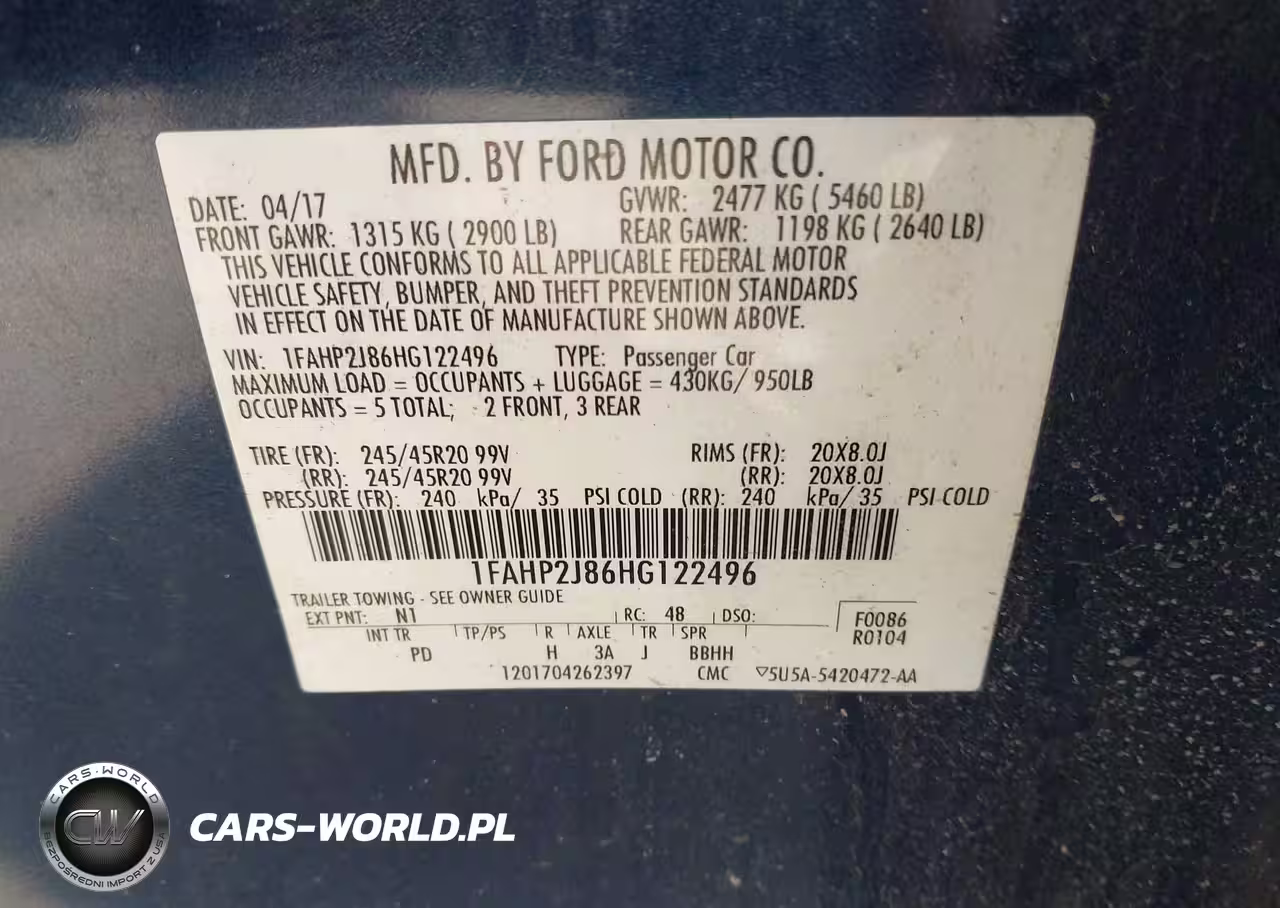 MFD. BY FORD MOTOR CO.
DATE: 04/17 GVWR: 2477 KG ( 5460 LB)
FRONT GAWR: 1315 KG ( 2900 LB) REAR GAWR: 1198 KG ( 2640 LB)
THIS VEHICLE CONFORMS TO ALL APPLICABLE FEDERAL MOTOR
VEHICLE SAFETY, BUMPER, AND THEFT PREVENTION STANDARDS
IN EFFECT ON THE DATE OF MANUFACTURE SHOWN ABOVE.
VIN: 1FAHP2J86HG122496 TYPE: Passenger Car
MAXIMUM LOAD = OCCUPANTS + LUGGAGE = 430KG/ 950LB
OCCUPANTS = 5 TOTAL; 2 FRONT, 3 REAR
TIRE (FR): 245/45R20 99V RIMS (FR): 20X8.0J
(RR): 245/45R20 99V (RR): 20X8.0J
PRESSURE (FR): 240 kPa/ 35 PSI COLD (RR): 240 kPa/ 35 PSI COLD
1FAHP2J86HG122496
TRAILER TOWING - SEE OWNER GUIDE
EXT PNT: N1 RC: 48 DSO: F0086
INT TR TP/PS R AXLE TR SPR R0104
PD H 3A J BBHH
1201704262397 CMC ▽5U5A-5420472-AA
CARS-WORLD
CW
BEZPOŚREDNI IMPORT Z USA
CARS-WORLD.PL